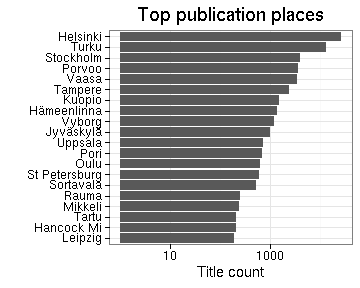 Top publication places
Helsinki
Turku
Stockholm
Porvoo
Vaasa
Tampere
Kuopio
Hämeenlinna
Vyborg
Jyväskylä
Uppsala
Pori
Oulu
St Petersburg
Sortavala
Rauma
Mikkeli
Tartu
Hancock Mi
Leipzig
10 1000
Title count